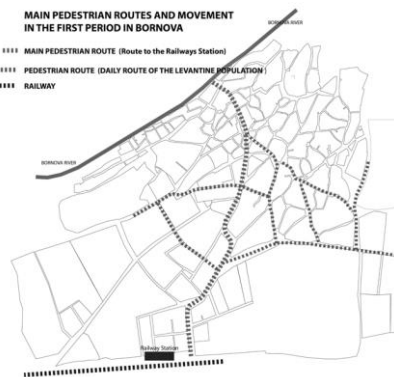 MAIN PEDESTRIAN ROUTES AND MOVEMENT
IN THE FIRST PERIOD IN BORNOVA
BORNOVA RIVER
MAIN PEDESTRIAN ROUTE (Route to the Railways Station)
PEDESTRIAN ROUTE (DAILY ROUTE OF THE LEVANTINE POPULATION)
RAILWAY
BORNOVA RIVER
Railway Station